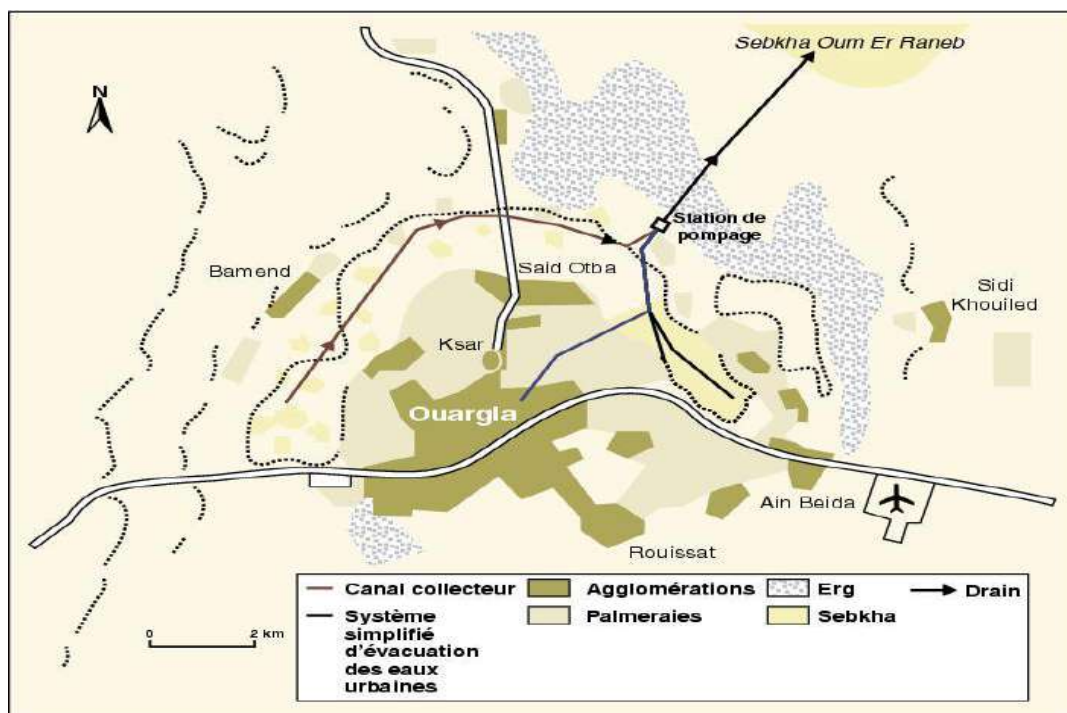 Sebkha Oum Er Raneb
N
Station de
pompage
Bamend
Said Otba
Sidi
Khouiled
Ksar
Ouargla
Ain Beida
Rouissat
0 2 km
Canal collecteur
Système
simplifié
d'évacuation
des eaux
urbaines
Agglomérations
Palmeraies
Erg
Sebkha
Drain